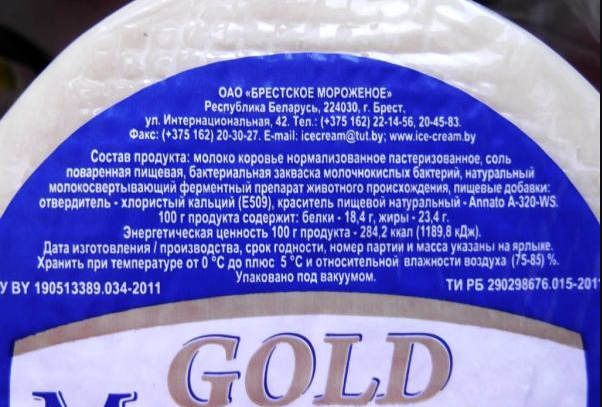 ОАО «БРЕСТСКОЕ МОРОЖЕНОЕ»
Республика Беларусь, 224030, г. Брест.
ул. Интернациональная, 42. Тел.: (+375 162) 22-14-56, 20-45-83.
Факс: (+375 162) 20-30-27. E-mail: icecream@tut.by; www.ice-cream.by
Состав продукта: молоко коровье нормализованное пастеризованное, соль
поваренная пищевая, бактериальная закваска молочнокислых бактерий, натуральный
молокосвертывающий ферментный препарат животного происхождения, пищевые добавки:
отвердитель - хлористый кальций (Е509), краситель пищевой натуральный - Annato A-320-WS.
100 г продукта содержит: белки - 18,4 г, жиры - 23,4 г.
Энергетическая ценность 100 г продукта - 284,2 ккал (1189,8 кДж).
Дата изготовления / производства, срок годности, номер партии и масса указаны на ярлыке.
Хранить при температуре от 0 °С до плюс 5 °С и относительной влажности воздуха (75-85) %.
Упаковано под вакуумом.
У BY 190513389.034-2011
ТИ РБ 290298676.015-201
GOLD